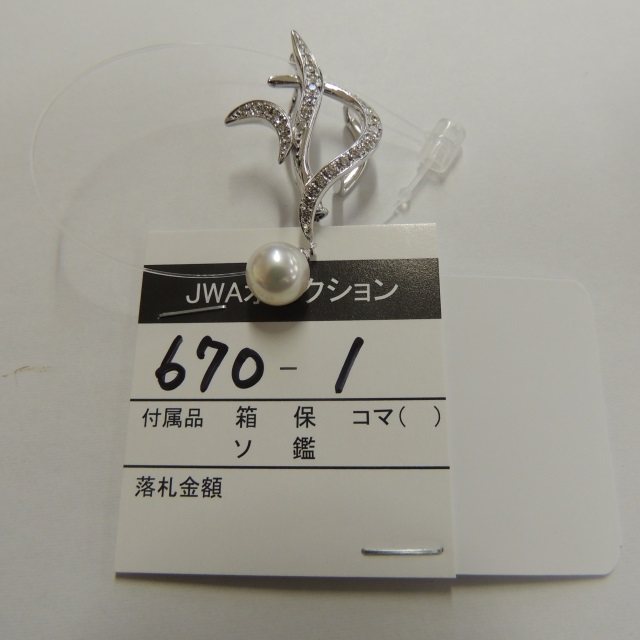 JWAオ クション
670-1
付属品 箱 保 コマ( )
ソ 鑑
落札金額